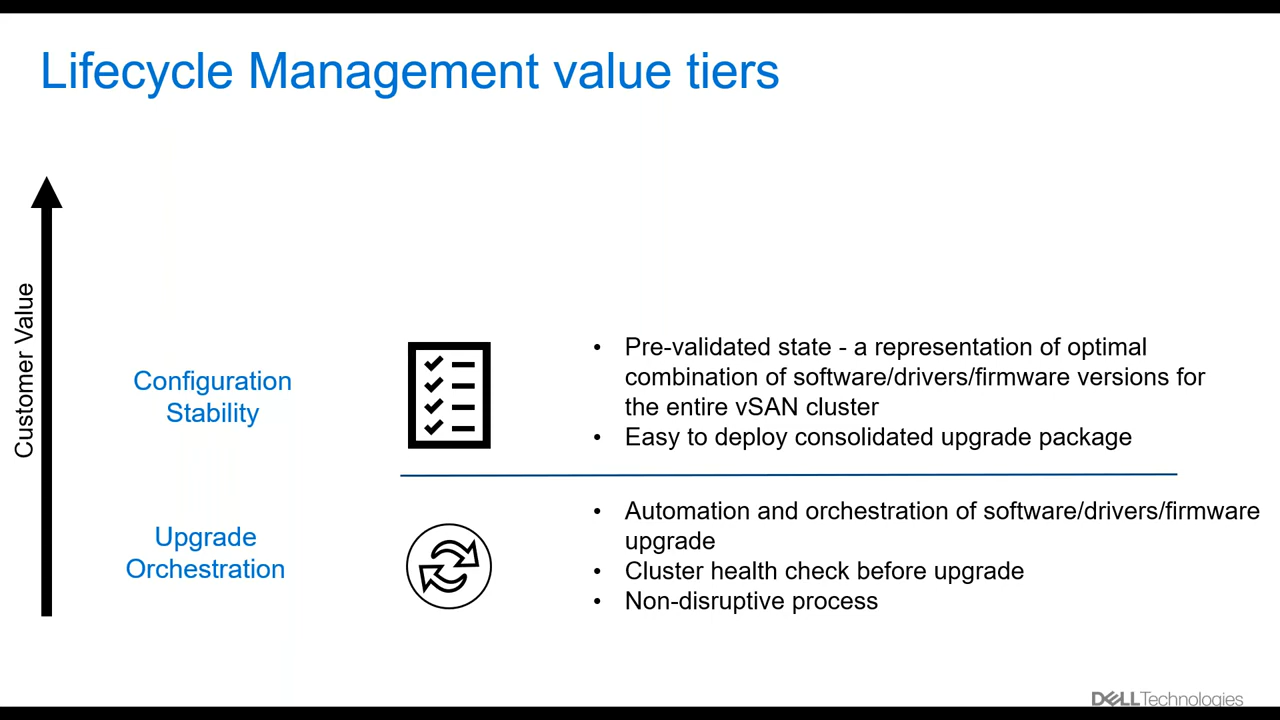 Lifecycle Management value tiers
Customer Value
Configuration
Stability
• Pre-validated state - a representation of optimal
combination of software/drivers/firmware versions for
the entire vSAN cluster
• Easy to deploy consolidated upgrade package
Upgrade
Orchestration
• Automation and orchestration of software/drivers/firmware
upgrade
• Cluster health check before upgrade
• Non-disruptive process
DELLTechnologies